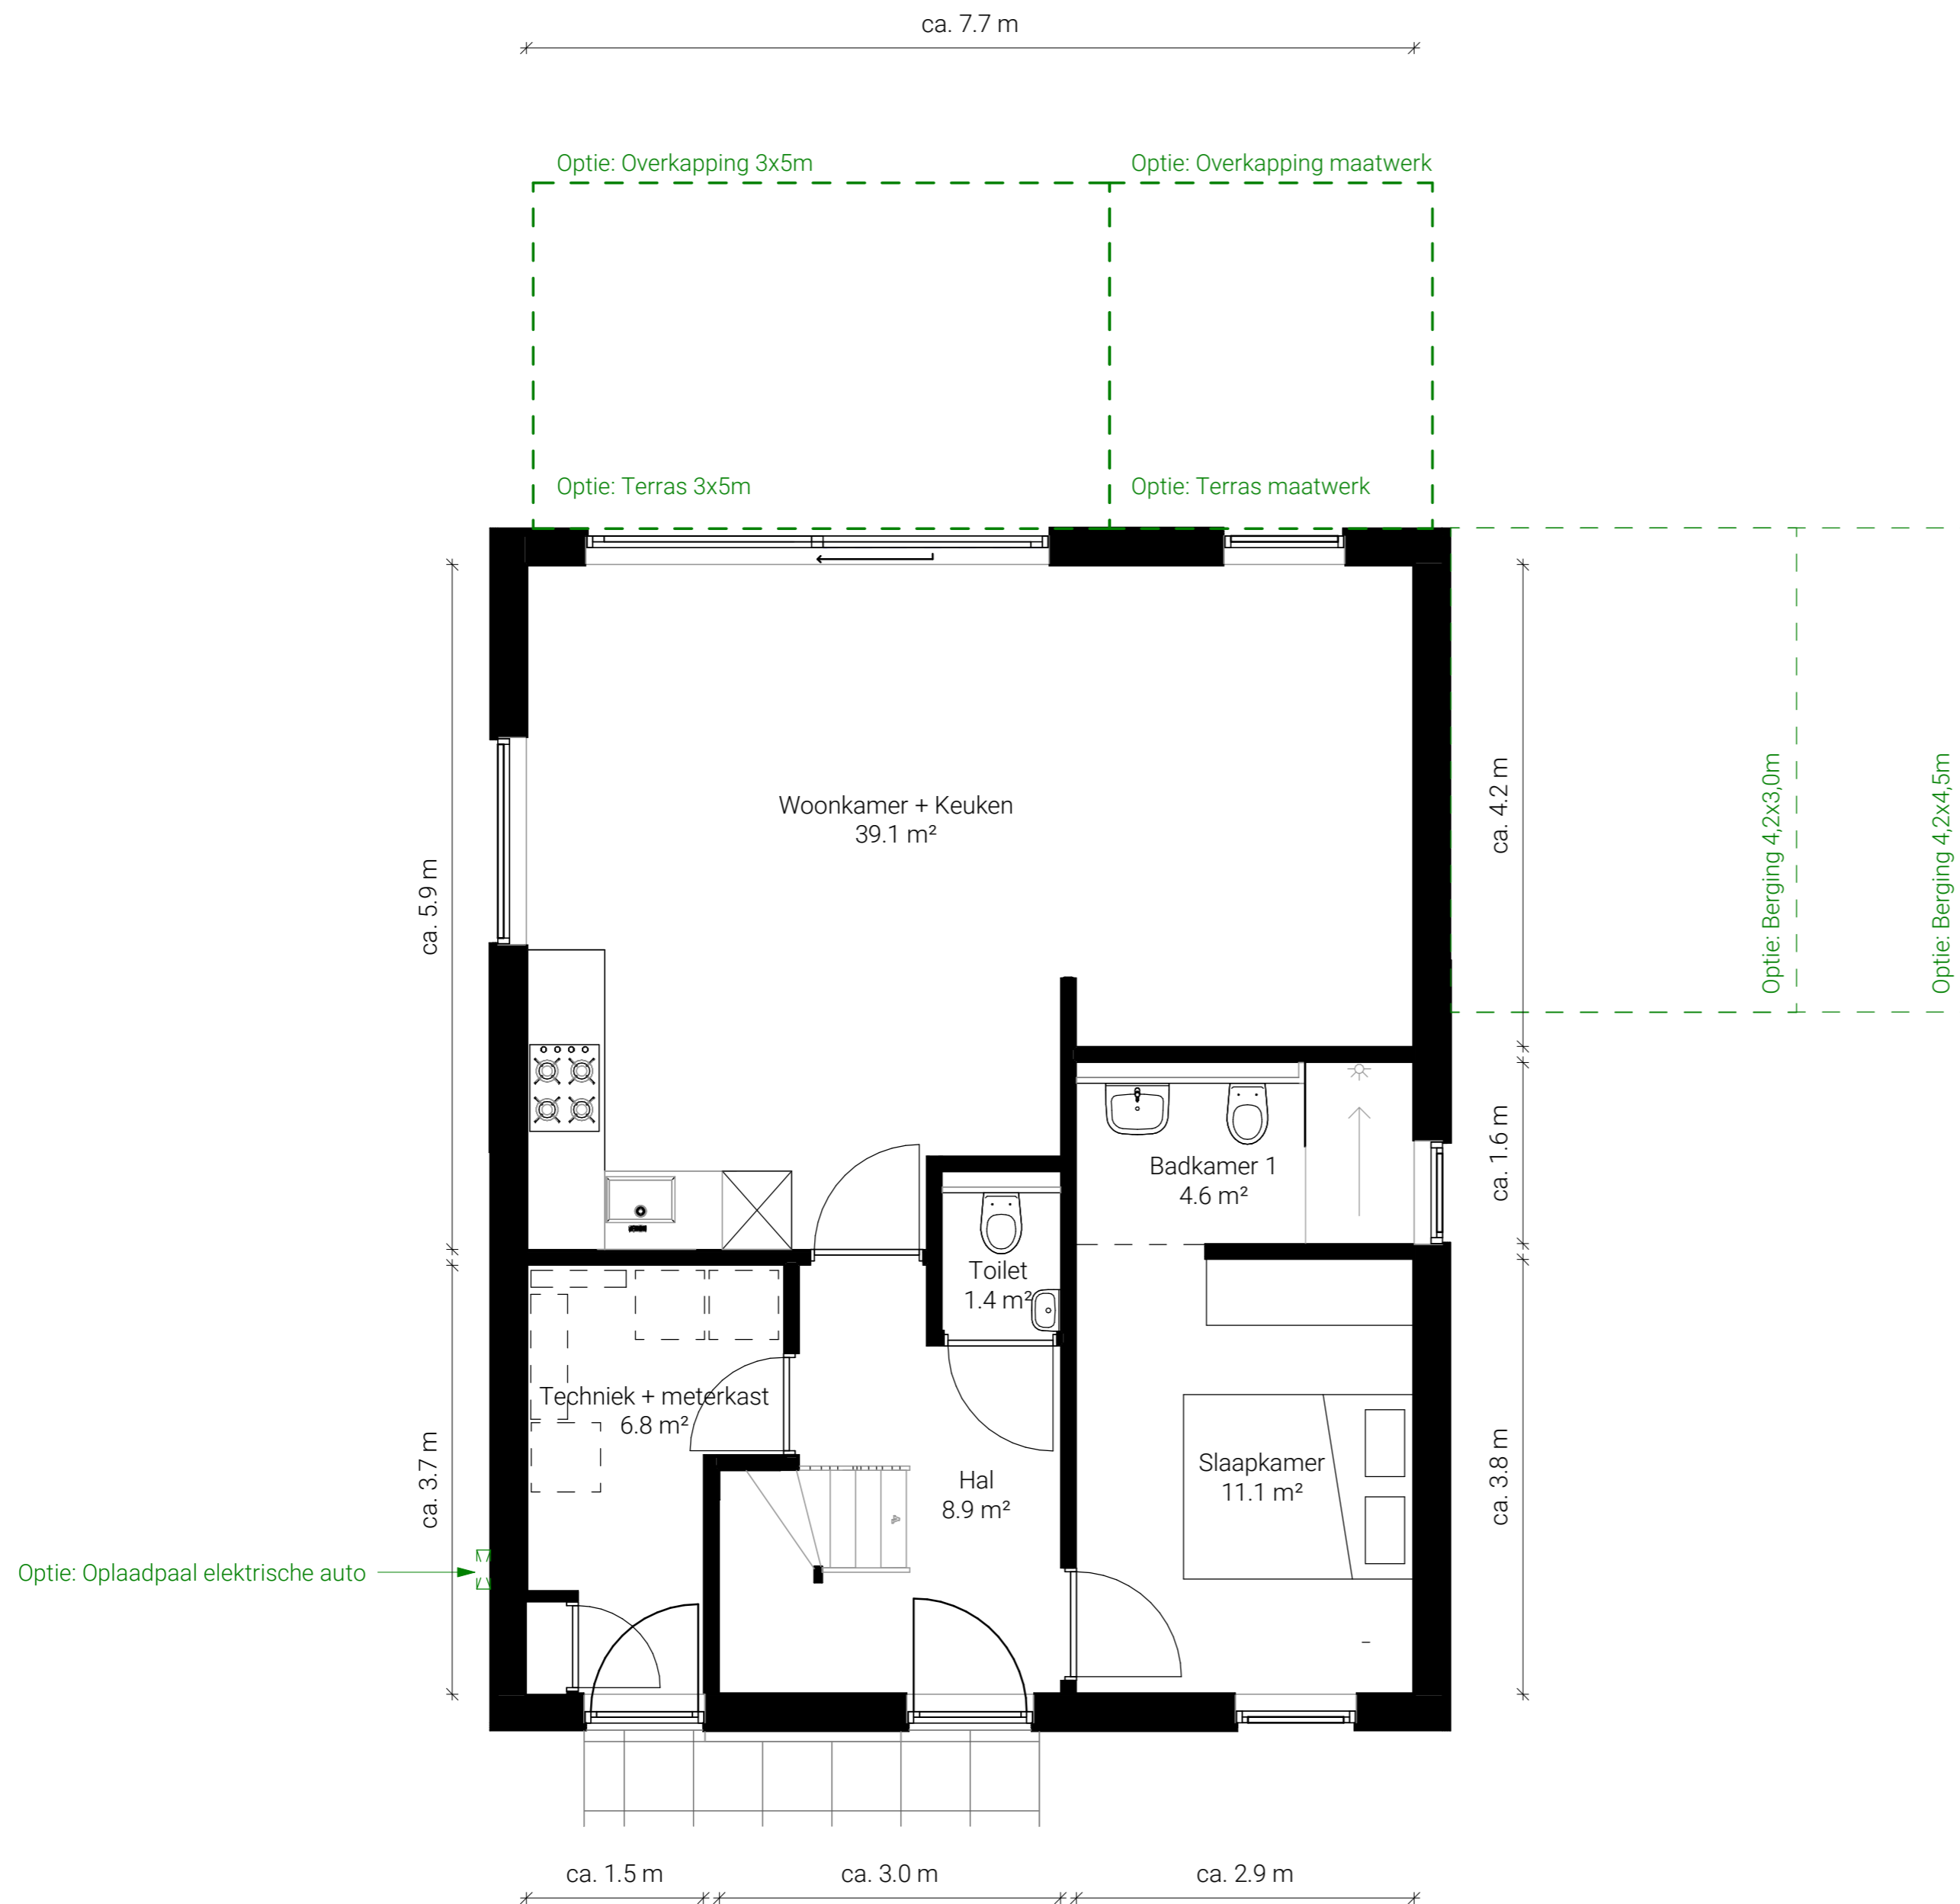 ca. 7.7 m
Optie: Overkapping 3x5m
Optie: Overkapping maatwerk
Optie: Terras 3x5m
Optie: Terras maatwerk
Woonkamer + Keuken
39.1 m²
ca. 5.9 m
ca. 4.2 m
Optie: Berging 4,2x3,0m
Optie: Berging 4,2x4,5m
Badkamer 1
4.6 m²
ca. 1.6 m
Toilet
1.4 m²
Techniek + meterkast
6.8 m²
ca. 3.7 m
Hal
8.9 m²
Slaapkamer
11.1 m²
ca. 3.8 m
Optie: Oplaadpaal elektrische auto
ca. 1.5 m
ca. 3.0 m
ca. 2.9 m